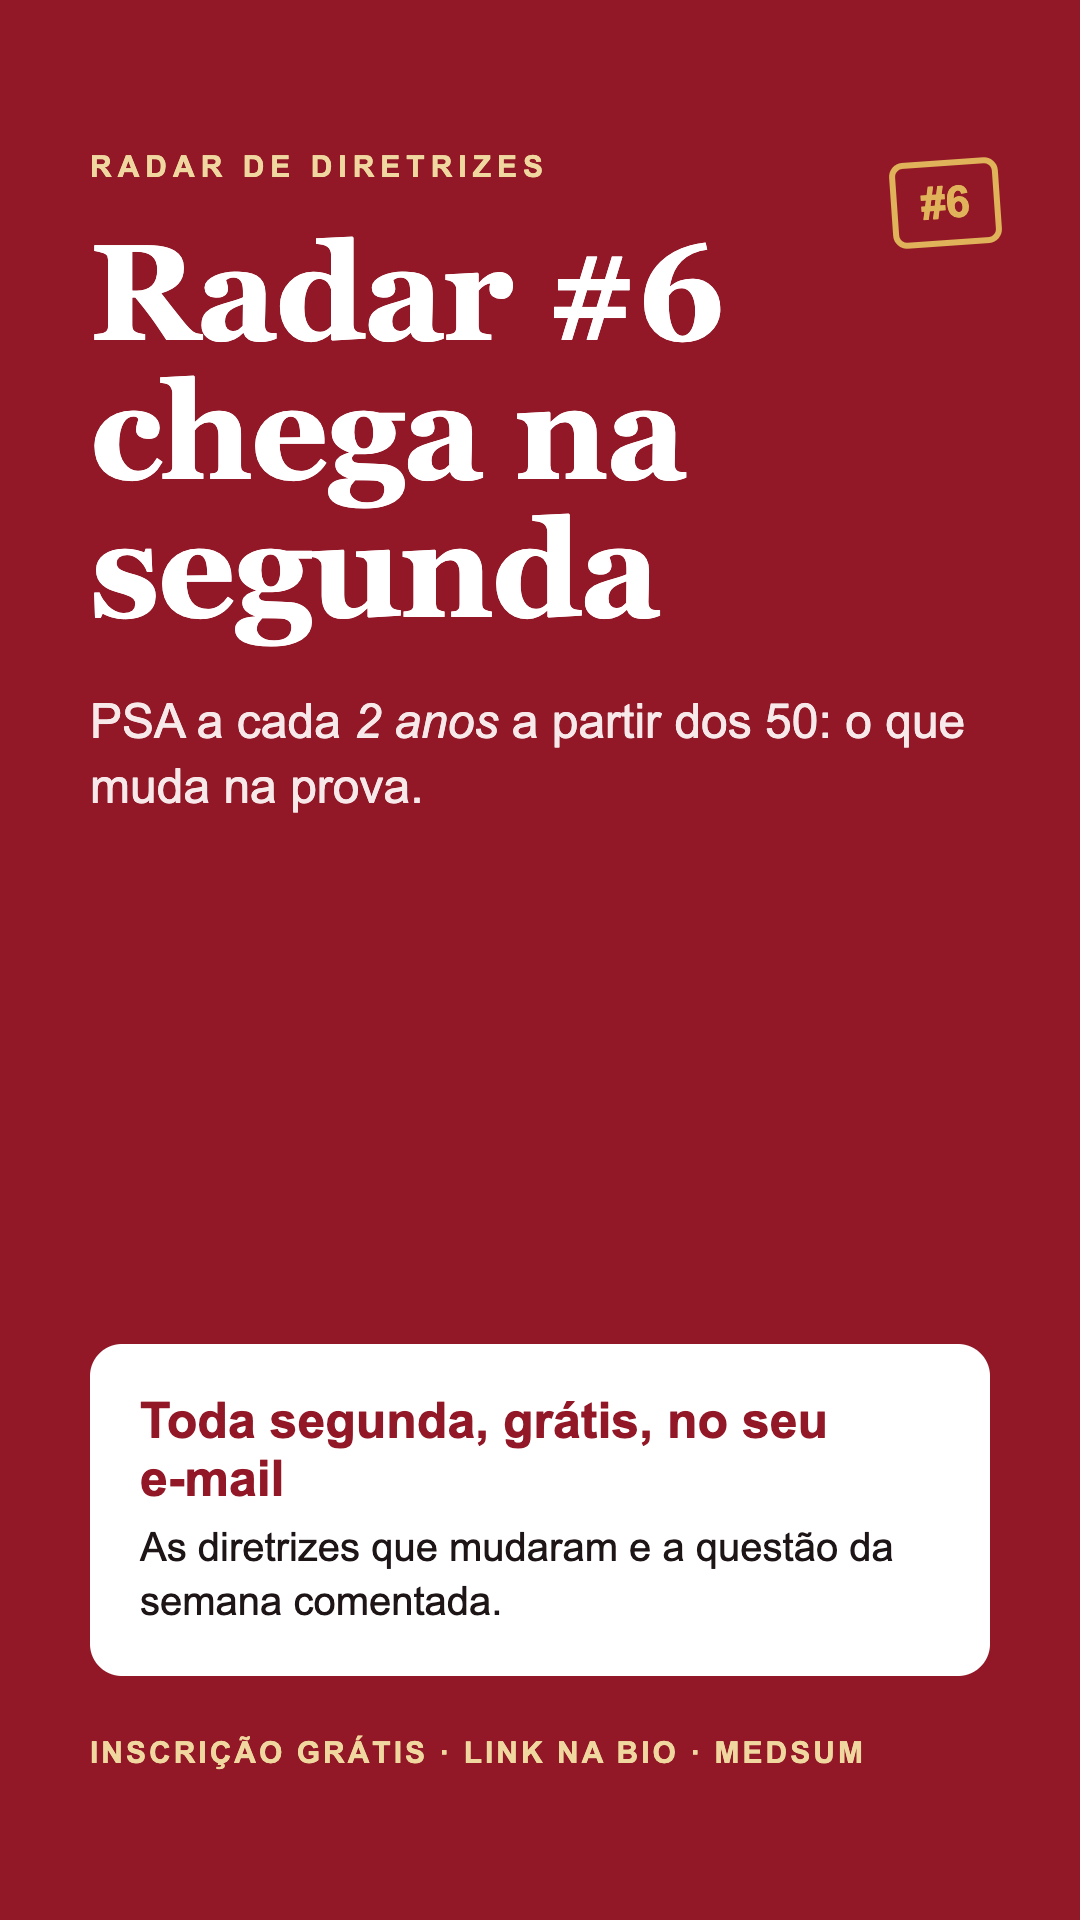 RADAR DE DIRETRIZES
#6
Radar #6
chega na
segunda
PSA a cada 2 anos a partir dos 50: o que
muda na prova.
Toda segunda, grátis, no seu
e-mail
As diretrizes que mudaram e a questão da
semana comentada.
INSCRIÇÃO GRÁTIS · LINK NA BIO · MEDSUM